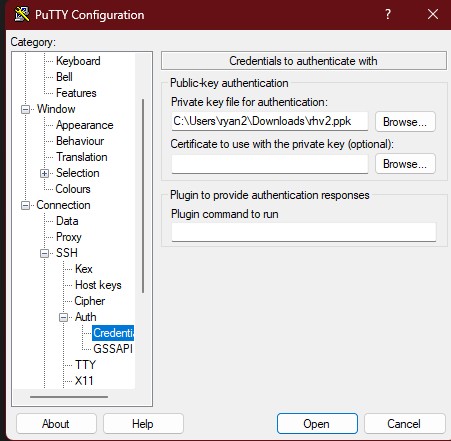 PuTTY Configuration
?
Category:
Keyboard
Bell
Features
Window
Appearance
Behaviour
Translation
Selection
Colours
Connection
Data
Proxy
SSH
Kex
Host keys
Cipher
Auth
Credentia
GSSAPI
TTY
X11
Credentials to authenticate with
Public-key authentication
Private key file for authentication:
C:\Users\ryan2\Downloads\rhv2.ppk
Browse...
Certificate to use with the private key (optional):
Browse...
Plugin to provide authentication responses
Plugin command to run
About
Help
Open
Cancel